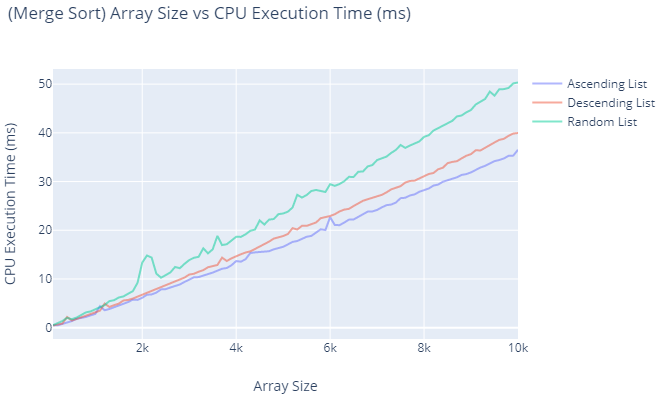 (Merge Sort) Array Size vs CPU Execution Time (ms)
CPU Execution Time (ms)
50
40
30
20
10
0
2k
4k
6k
8k
10k
Array Size
Ascending List
Descending List
Random List